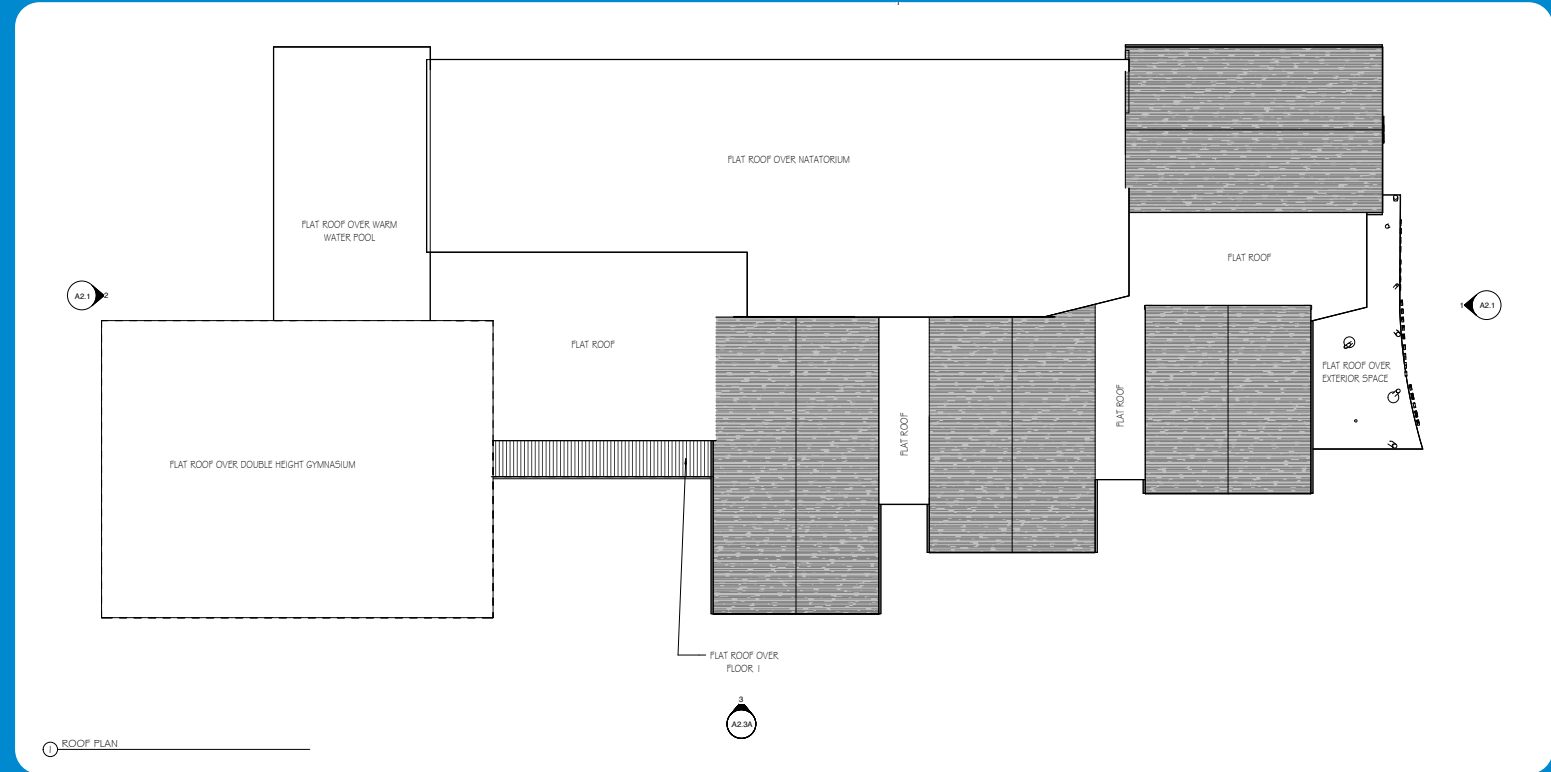 FLAT ROOF OVER NATATORIUM
FLAT ROOF OVER WARM
WATER POOL
FLAT ROOF
A2.1
2
1
A2.1
FLAT ROOF
FLAT ROOF OVER
EXTERIOR SPACE
FLAT ROOF
FLAT ROOF
FLAT ROOF OVER DOUBLE HEIGHT GYMNASIUM
FLAT ROOF OVER
FLOOR 1
3
A2.3A
1
ROOF PLAN